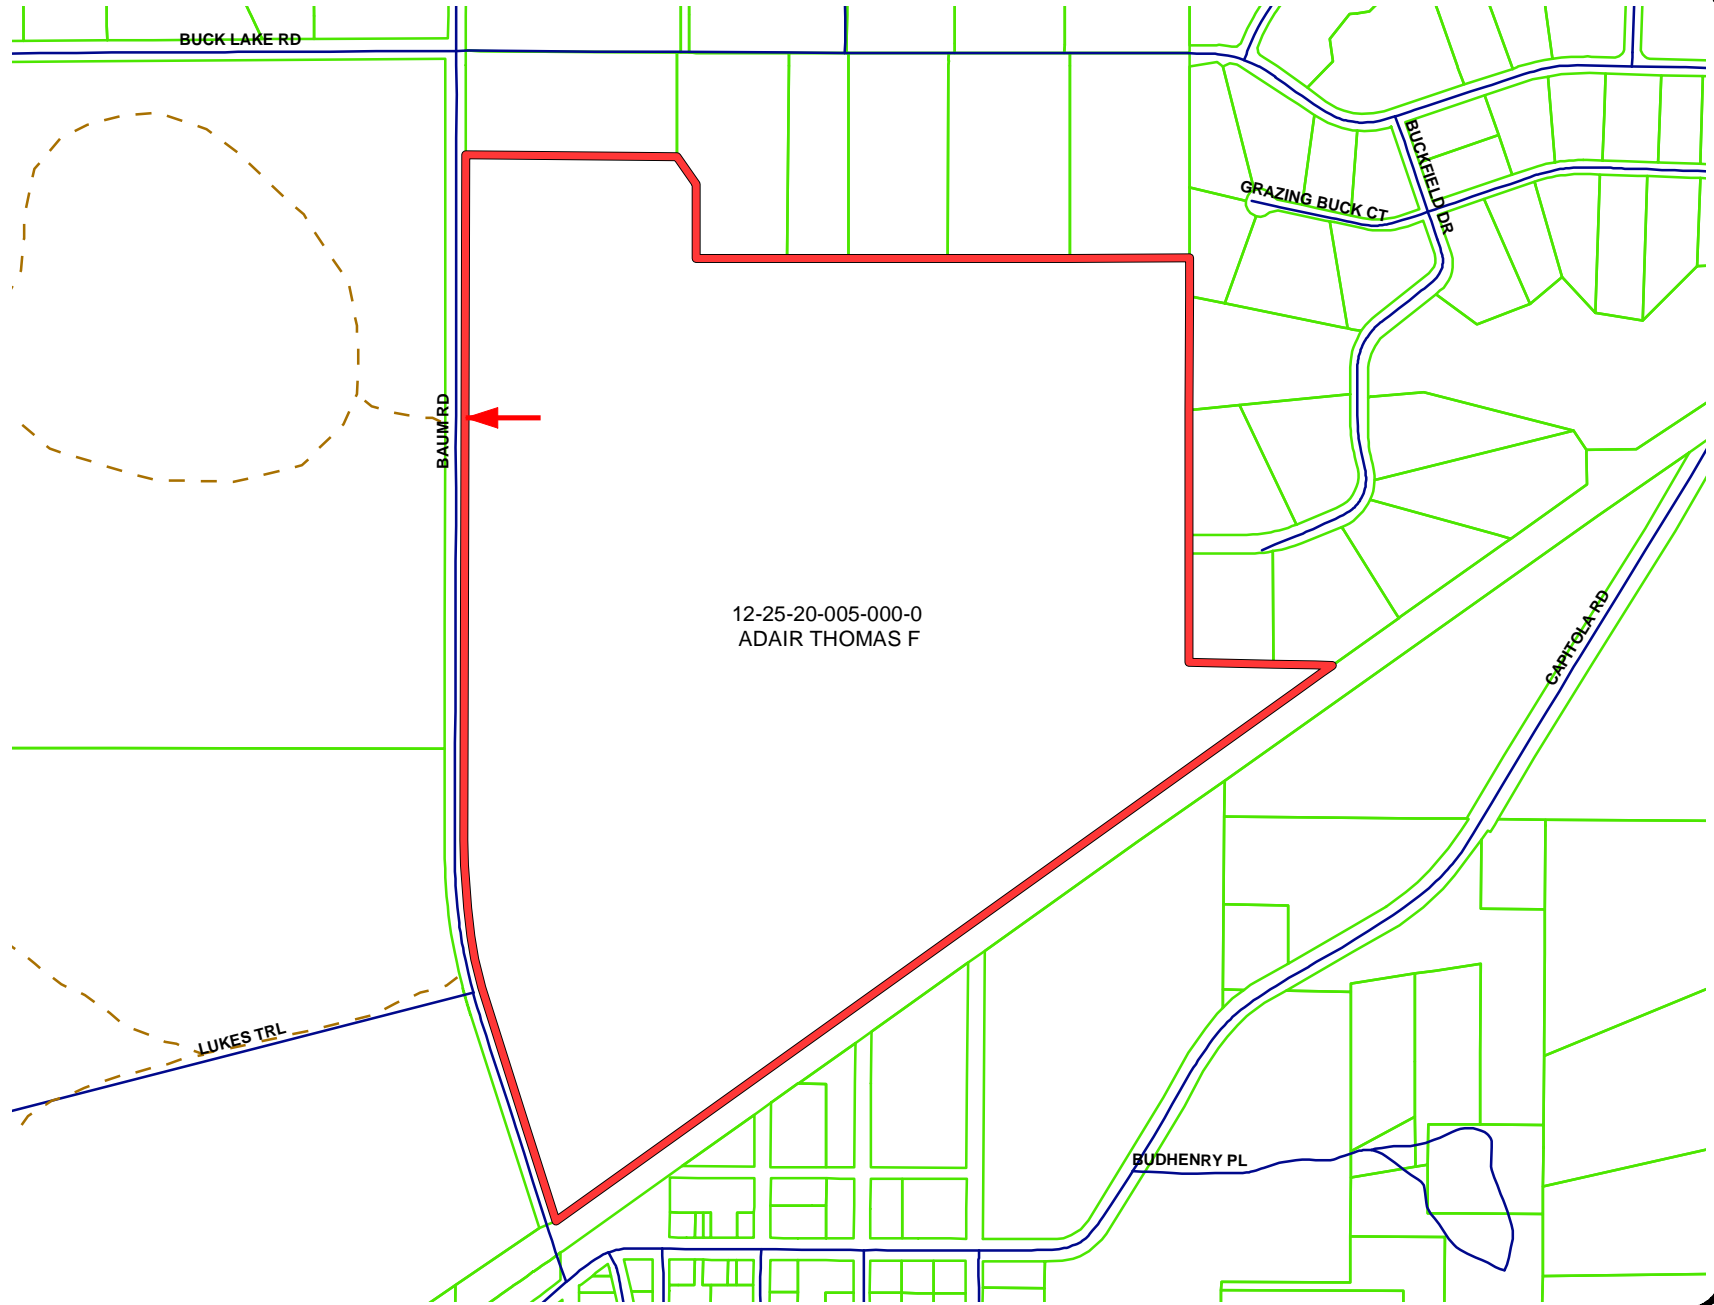 BUCK LAKE RD
BUCKFIELD DR
GRAZING BUCK CT
BAUM RD
12-25-20-005-000-0
ADAIR THOMAS F
CAPITOLA RD
LUKES TRL
BUDHENRY PL